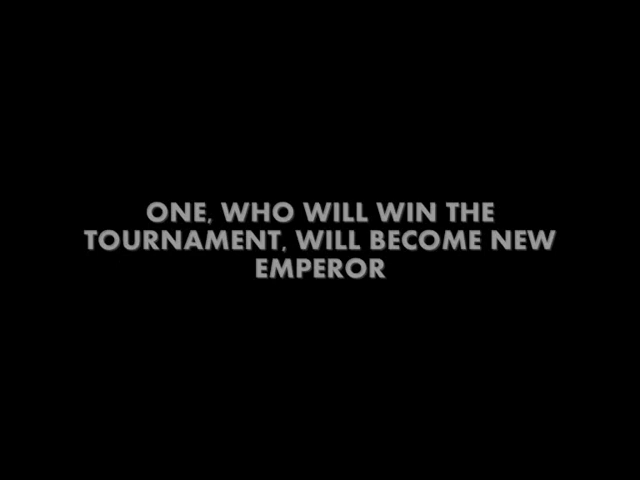 ONE, WHO WILL WIN THE
TOURNAMENT, WILL BECOME NEW
EMPEROR